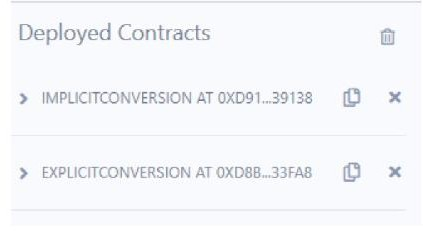 Deployed Contracts
IMPLICITCONVERSION AT 0XD91...39138
EXPLICITCONVERSION AT 0XD8B...33FA8